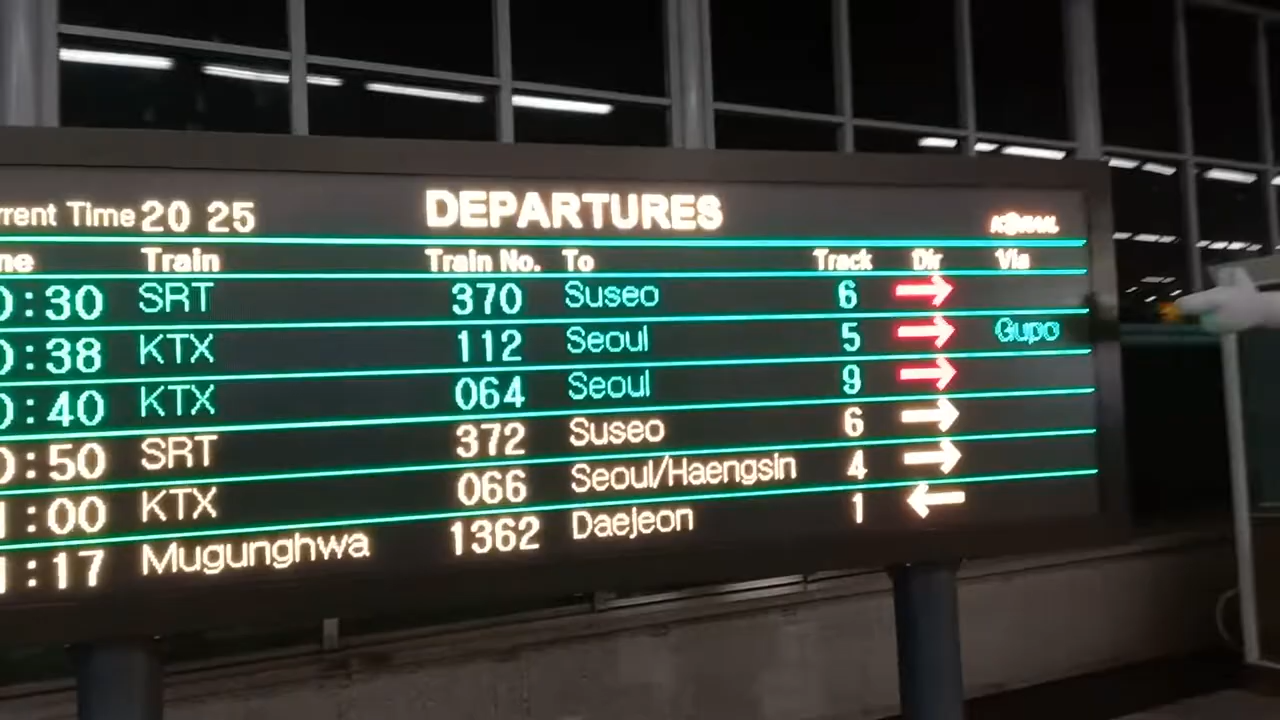 rrent Time 20 25 DEPARTURES KORAIL
ne Train Train No. To Track Dir Via
0:30 SRT 370 Suseo 6 →
0:38 KTX 112 Seoul 5 → Gupo
0:40 KTX 064 Seoul 9 →
0:50 SRT 372 Suseo 6 →
1:00 KTX 066 Seoul/Haengsin 4 →
1:17 Mugunghwa 1362 Daejeon 1 ←